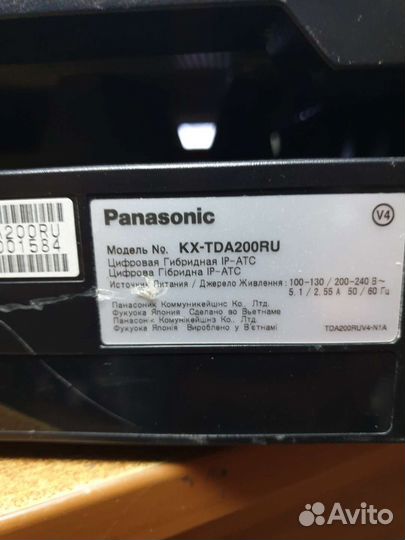 A200RU
001584
Panasonic
V4
Модель No. KX-TDA200RU
Цифровая Гибридная IP-АТС
Цифрова Гібридна IP-АТС
Источник Питания / Джерело Живлення : 100-130 / 200-240 В~
5.1 / 2.55 А 50 / 60 Гц
Панасоник Коммуникейшнс Ко., Лтд.
Фукуока Япония Сделано во Вьетнаме
Панасонік Комунікейшнз Ко., Лтд.
Фукуока Японія Вироблено у В'єтнамі
TDA200RUV4-N1A
Avito